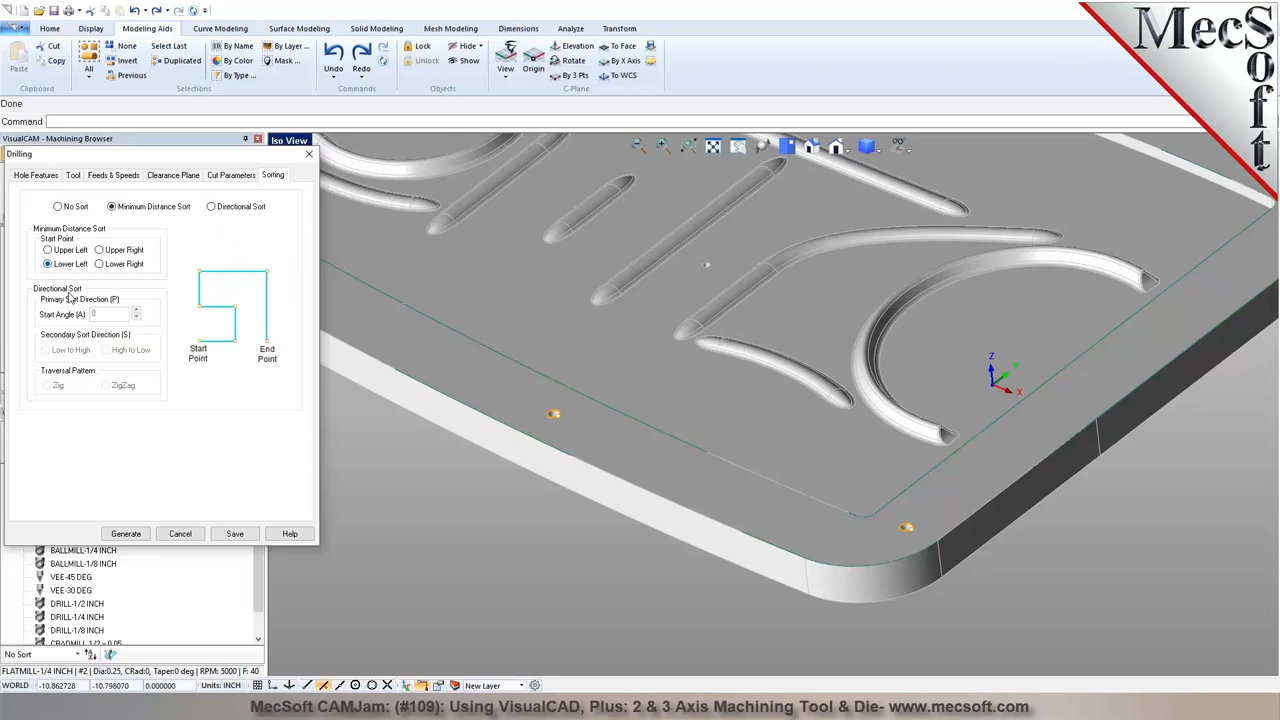 Home Display Modeling Aids Curve Modeling Surface Modeling Solid Modeling Mesh Modeling Dimensions Analyze Transform
Paste Cut Copy Clipboard
All None Invert Previous Select Last Duplicated By Name By Color By Type ... By Layer ... Mask ... Selections
Undo Redo Commands
Lock Unlock Hide Show Objects
View Origin Elevation Rotate By 3 Pts To Face By X Axis To WCS C-Plane
MecSoft
Done
Command
VisualCAM - Machining Browser
Iso View
Drilling
Hole Features Tool Feeds & Speeds Clearance Plane Cut Parameters Sorting
No Sort Minimum Distance Sort Directional Sort
Minimum Distance Sort
Start Point
Upper Left Upper Right
Lower Left Lower Right
Directional Sort
Primary Sort Direction (P)
Start Angle (A) 0
Secondary Sort Direction (S)
Low to High High to Low
Traversal Pattern
Zig ZigZag
Start Point
End Point
Generate Cancel Save Help
Z
Y
X
BALLMILL-1/4 INCH
BALLMILL-1/8 INCH
VEE-45 DEG
VEE-30 DEG
DRILL-1/2 INCH
DRILL-1/4 INCH
DRILL-1/8 INCH
No Sort
FLATMILL-1/4 INCH | #2 | Dia:0.25, CRad:0, Taper:0 deg | RPM: 5000 | F: 40
WORLD -10.862728 -10.798070 0.000000 Units: INCH New Layer
MecSoft CAMJam: (#109): Using VisualCAD, Plus: 2 & 3 Axis Machining Tool & Die- www.mecsoft.com